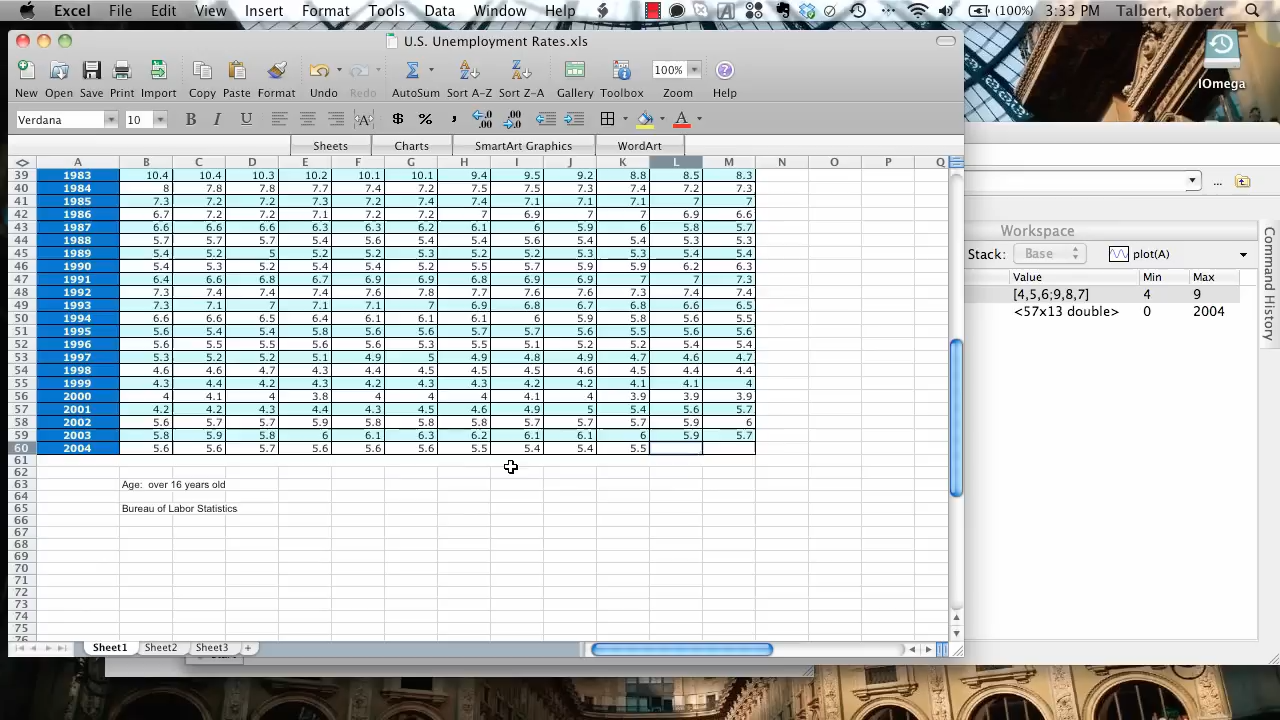 Excel File Edit View Insert Format Tools Data Window Help (100%) 3:33 PM Talbert, Robert
U.S. Unemployment Rates.xls
New Open Save Print Import Copy Paste Format Undo Redo AutoSum Sort A-Z Sort Z-A Gallery Toolbox 100% Zoom Help
IOmega
Verdana 10 B I U $ % ,
Sheets Charts SmartArt Graphics WordArt
A B C D E F G H I J K L M N O P Q
39 1983 10.4 10.4 10.3 10.2 10.1 10.1 9.4 9.5 9.2 8.8 8.5 8.3
40 1984 8 7.8 7.8 7.7 7.4 7.2 7.5 7.5 7.3 7.4 7.2 7.3
41 1985 7.3 7.2 7.2 7.3 7.2 7.4 7.4 7.1 7.1 7.1 7 7
42 1986 6.7 7.2 7.2 7.1 7.2 7.2 7 6.9 7 7 6.9 6.6
43 1987 6.6 6.6 6.6 6.3 6.3 6.2 6.1 6 5.9 6 5.8 5.7
44 1988 5.7 5.7 5.7 5.4 5.6 5.4 5.4 5.6 5.4 5.4 5.3 5.3
45 1989 5.4 5.2 5 5.2 5.2 5.3 5.2 5.2 5.3 5.3 5.4 5.4
46 1990 5.4 5.3 5.2 5.4 5.4 5.2 5.5 5.7 5.9 5.9 6.2 6.3
47 1991 6.4 6.6 6.8 6.7 6.9 6.9 6.8 6.9 6.9 7 7 7.3
48 1992 7.3 7.4 7.4 7.4 7.6 7.8 7.7 7.6 7.6 7.3 7.4 7.4
49 1993 7.3 7.1 7 7.1 7.1 7 6.9 6.8 6.7 6.8 6.6 6.5
50 1994 6.6 6.6 6.5 6.4 6.1 6.1 6.1 6 5.9 5.8 5.6 5.5
51 1995 5.6 5.4 5.4 5.8 5.6 5.6 5.7 5.7 5.6 5.5 5.6 5.6
52 1996 5.6 5.5 5.5 5.6 5.6 5.3 5.5 5.1 5.2 5.2 5.4 5.4
53 1997 5.3 5.2 5.2 5.1 4.9 5 4.9 4.8 4.9 4.7 4.6 4.7
54 1998 4.6 4.6 4.7 4.3 4.4 4.5 4.5 4.5 4.6 4.5 4.4 4.4
55 1999 4.3 4.4 4.2 4.3 4.2 4.3 4.3 4.2 4.2 4.1 4.1 4
56 2000 4 4.1 4 3.8 4 4 4 4.1 4 3.9 3.9 3.9
57 2001 4.2 4.2 4.3 4.4 4.3 4.5 4.6 4.9 5 5.4 5.6 5.7
58 2002 5.6 5.7 5.7 5.9 5.8 5.8 5.8 5.7 5.7 5.7 5.9 6
59 2003 5.8 5.9 5.8 6 6.1 6.3 6.2 6.1 6.1 6 5.9 5.7
60 2004 5.6 5.6 5.7 5.6 5.6 5.6 5.5 5.4 5.4 5.5
61
62
63 Age: over 16 years old
64
65 Bureau of Labor Statistics
66
67
68
69
70
71
72
73
74
75
Sheet1 Sheet2 Sheet3 +
...
Workspace
Stack: Base plot(A)
Value Min Max
[4,5,6;9,8,7] 4 9
<57x13 double> 0 2004
Command History